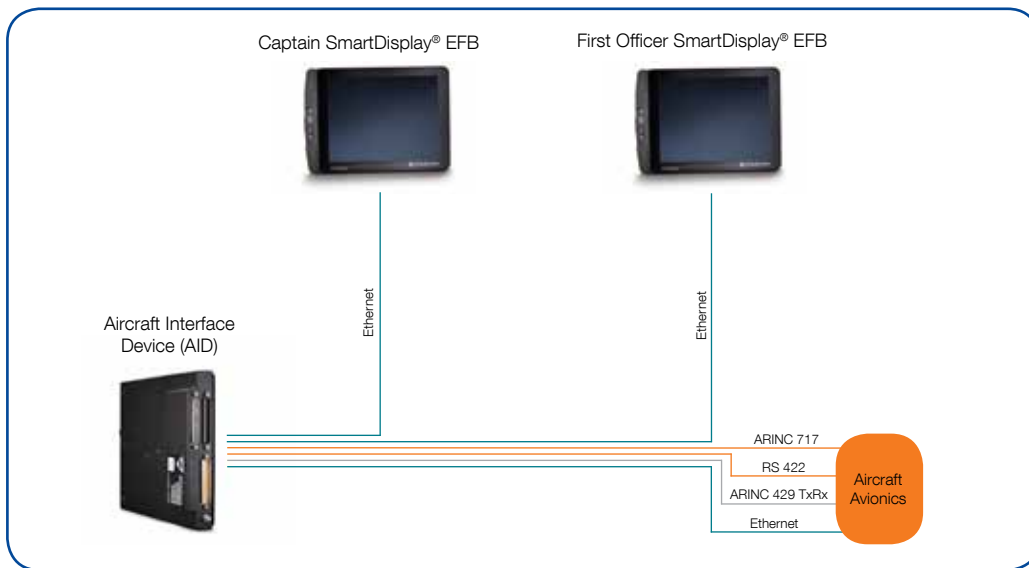 Captain SmartDisplay® EFB
First Officer SmartDisplay® EFB
Ethernet
Ethernet
Aircraft Interface
Device (AID)
ARINC 717
RS 422
ARINC 429 TxRx
Ethernet
Aircraft
Avionics